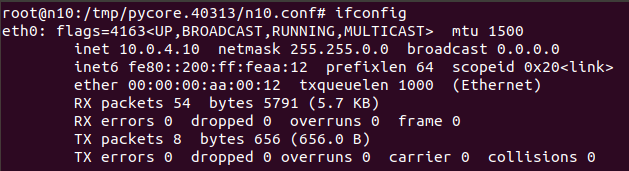 root@n10:/tmp/pycore.40313/n10.conf# ifconfig
eth0: flags=4163<UP,BROADCAST,RUNNING,MULTICAST>  mtu 1500
        inet 10.0.4.10  netmask 255.255.255.0  broadcast 0.0.0.0
        inet6 fe80::200:ff:feaa:12  prefixlen 64  scopeid 0x20<link>
        ether 00:00:00:aa:00:12  txqueuelen 1000  (Ethernet)
        RX packets 54  bytes 5791 (5.7 KB)
        RX errors 0  dropped 0  overruns 0  frame 0
        TX packets 8  bytes 656 (656.0 B)
        TX errors 0  dropped 0 overruns 0  carrier 0  collisions 0